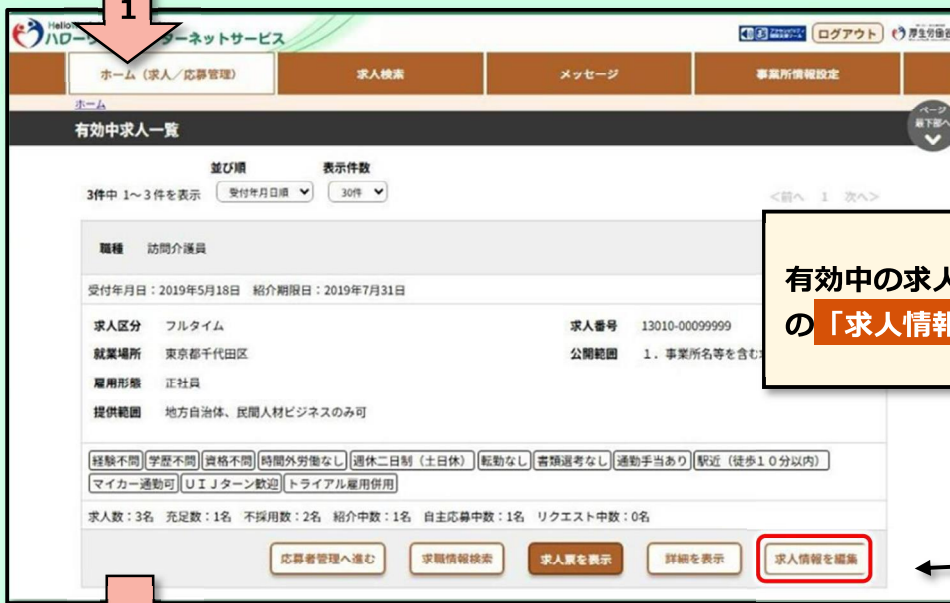 1
ホーム（求人／応募管理） 求人検索 メッセージ 事業所情報設定
ログアウト
ホーム
有効中求人一覧
ページ
最下部へ
並び順 表示件数
3件中 1～3件を表示 受付年月日順 30件
<前へ 1 次へ>
職種 訪問介護員
受付年月日：2019年5月18日 紹介期限日：2019年7月31日
求人区分 フルタイム 求人番号 13010-00099999
就業場所 東京都千代田区 公開範囲 1．事業所名等を含む
雇用形態 正社員
提供範囲 地方自治体、民間人材ビジネスのみ可
有効中の求人
の「求人情報
経験不問 学歴不問 資格不問 時間外労働なし 週休二日制（土日休） 転勤なし 書類選考なし 通勤手当あり 駅近（徒歩１０分以内）
マイカー通勤可 ＵＩＪターン歓迎 トライアル雇用併用
求人数：3名 充足数：1名 不採用数：2名 紹介中数：1名 自主応募中数：1名 リクエスト中数：0名
応募者管理へ進む 求職情報検索 求人票を表示 詳細を表示 求人情報を編集